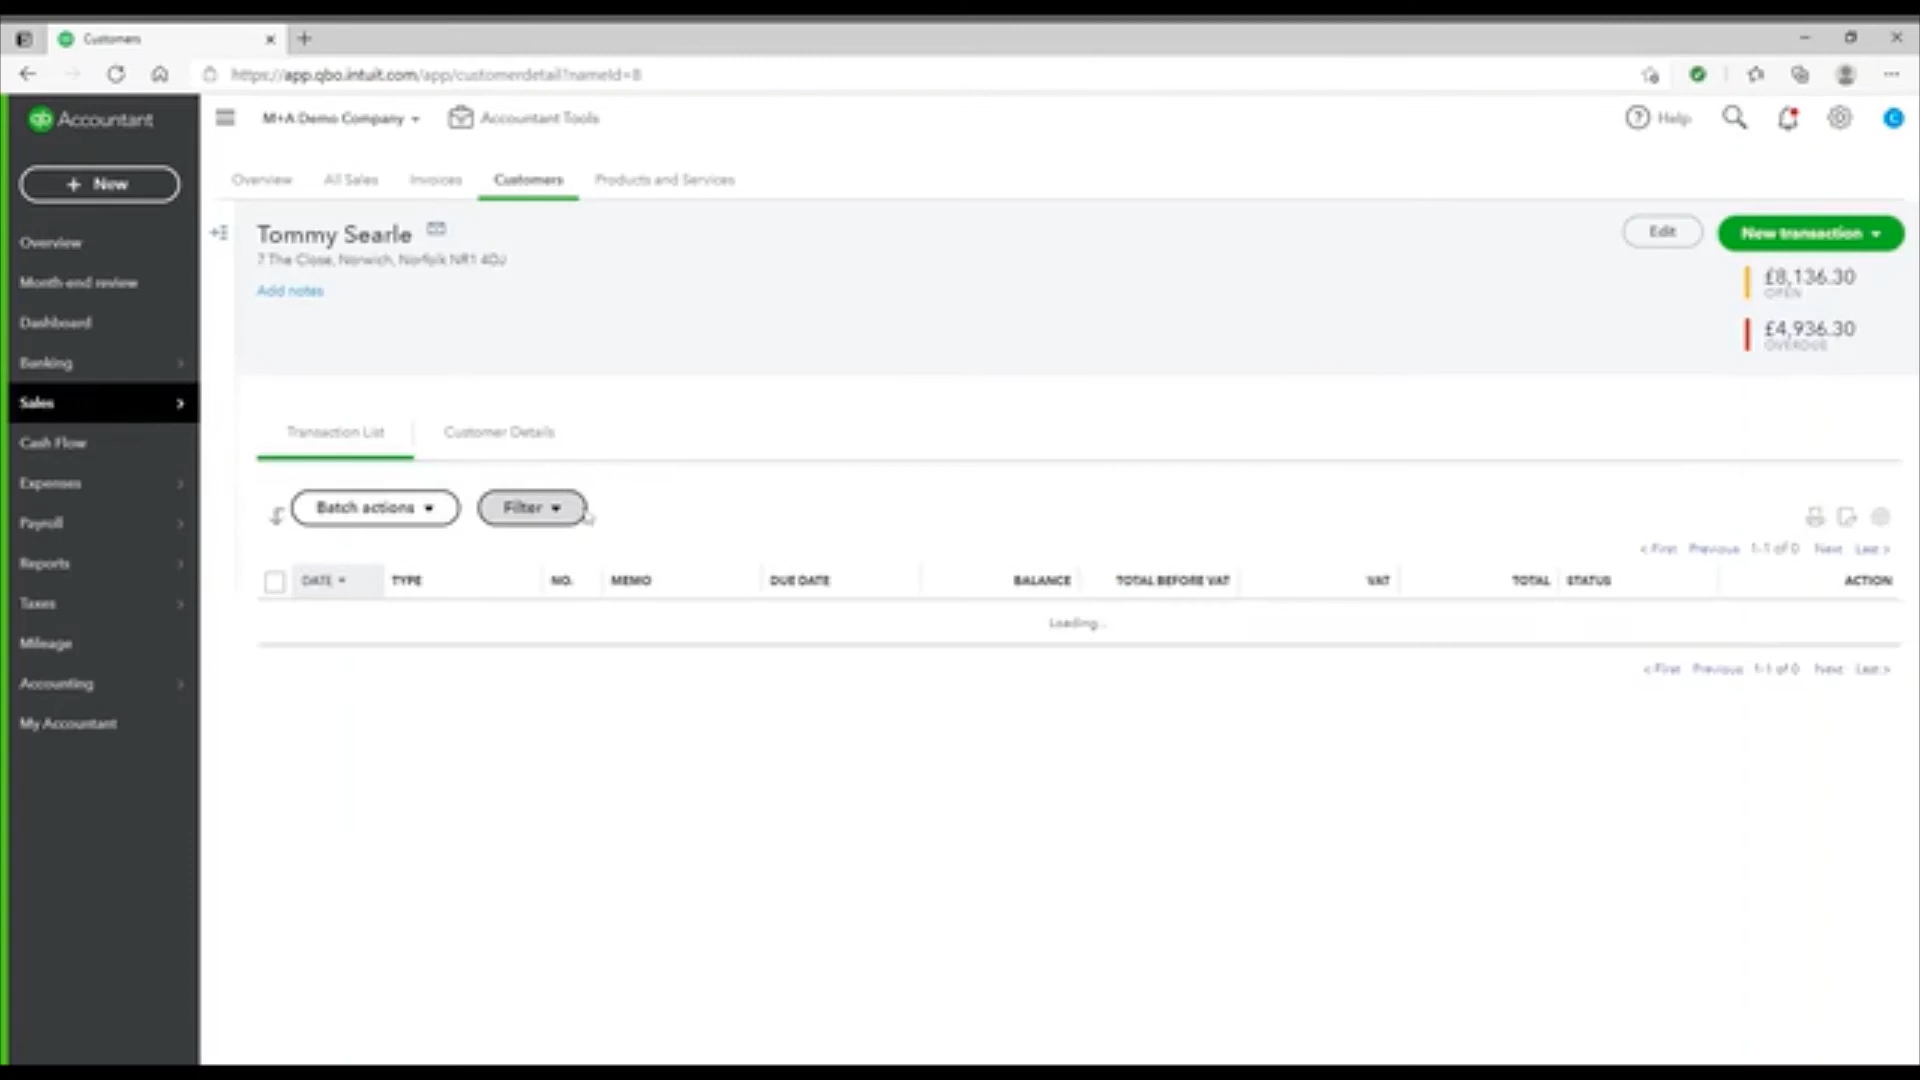 Customers
https://app.qbo.intuit.com/app/customerdetail?nameId=8
qb Accountant
M+A Demo Company
Accountant Tools
Help
C
+ New
Overview All Sales Invoices Customers Products and Services
Tommy Searle
Edit
New transaction
7 The Close, Norwich, Norfolk NR1 4DJ
Add notes
£8,136.30
OPEN
£4,936.30
OVERDUE
Overview
Month-end review
Dashboard
Banking
Sales
Cash Flow
Expenses
Payroll
Reports
Taxes
Mileage
Accounting
My Accountant
Transaction List Customer Details
Batch actions Filter
< First Previous 1-1 of 0 Next Last >
DATE TYPE NO. MEMO DUE DATE BALANCE TOTAL BEFORE VAT VAT TOTAL STATUS ACTION
Loading...
< First Previous 1-1 of 0 Next Last >